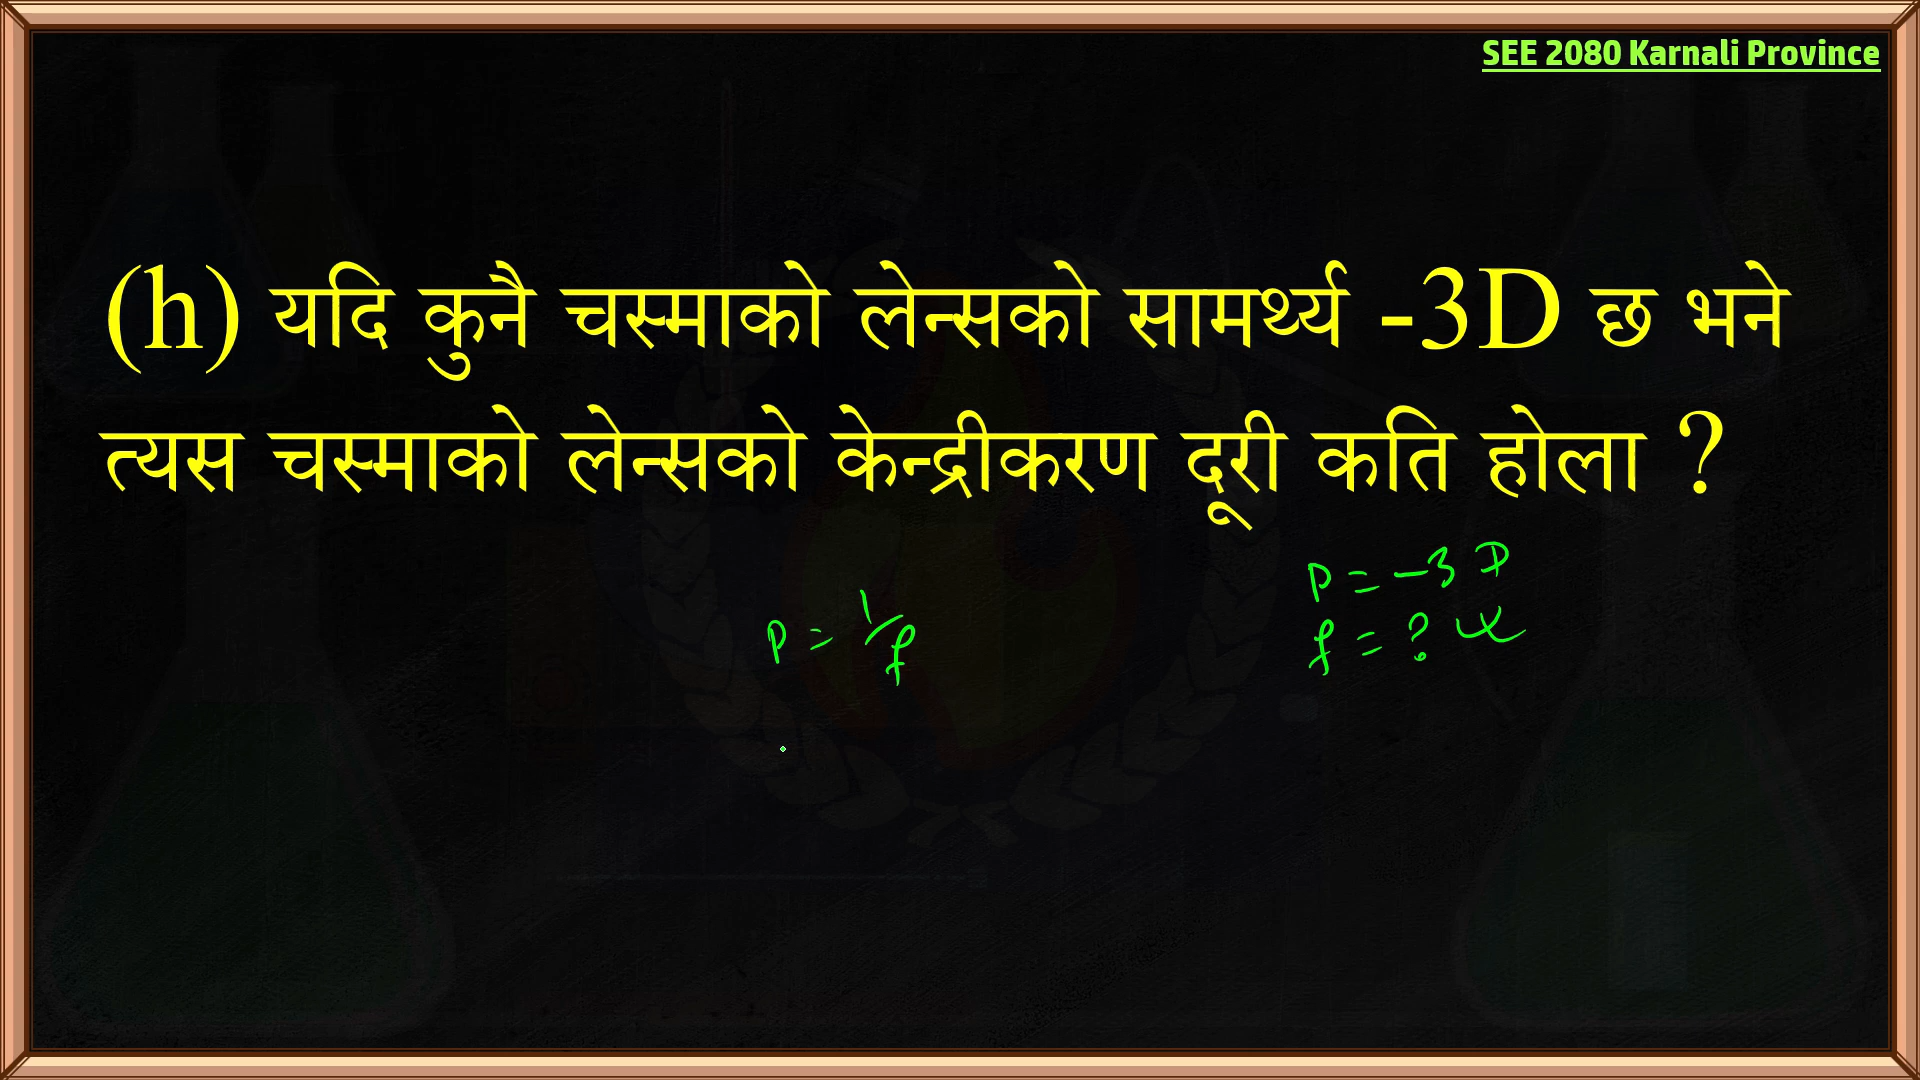 SEE 2080 Karnali Province
(h) यदि कुनै चस्माको लेन्सको सामर्थ्य -3D छ भने
त्यस चस्माको लेन्सको केन्द्रीकरण दूरी कति होला ?
P = -3 D
P = 1/f
f = ?